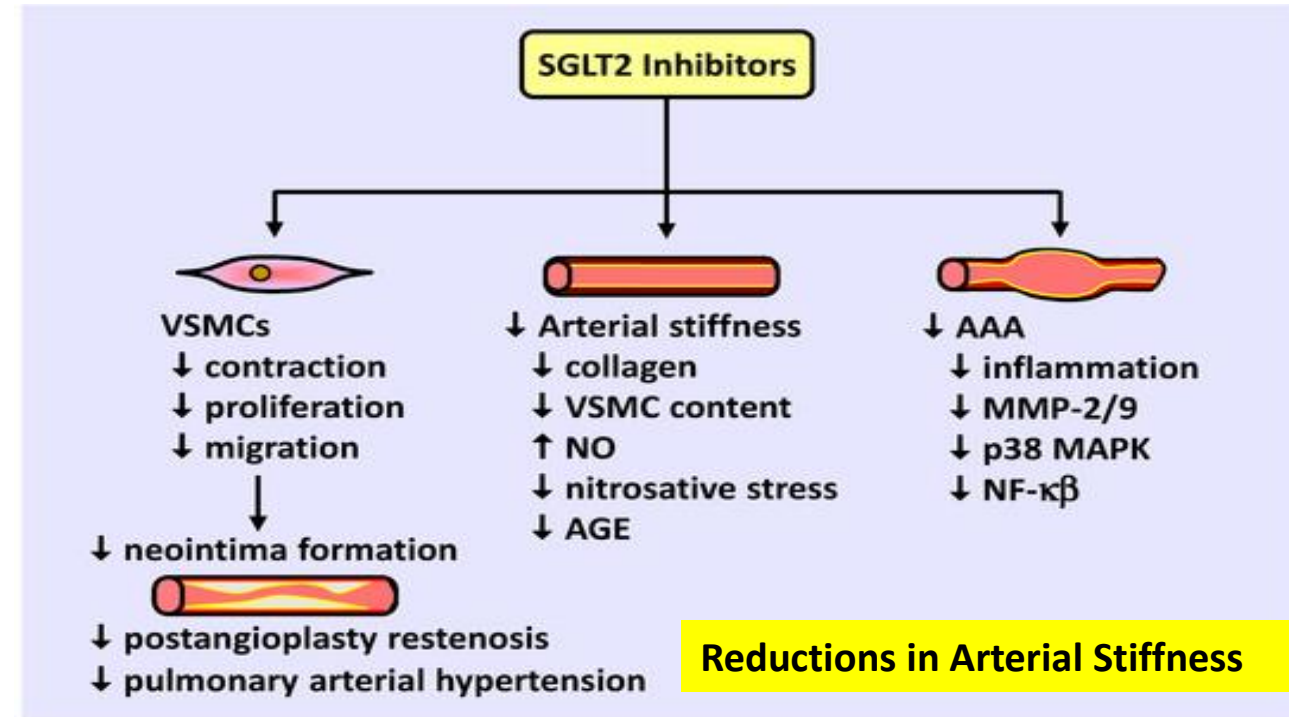 SGLT2 Inhibitors
VSMCs
↓ contraction
↓ proliferation
↓ migration
↓ neointima formation
↓ postangioplasty restenosis
↓ pulmonary arterial hypertension
↓ Arterial stiffness
↓ collagen
↓ VSMC content
↑ NO
↓ nitrosative stress
↓ AGE
↓ AAA
↓ inflammation
↓ MMP-2/9
↓ p38 MAPK
↓ NF-κβ
Reductions in Arterial Stiffness